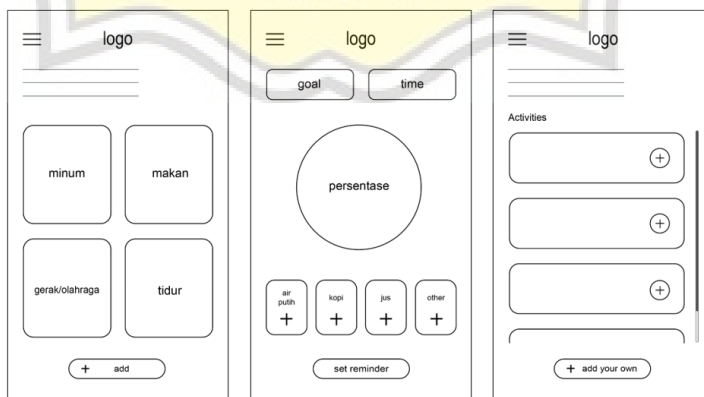 logo
minum
makan
gerak/olahraga
tidur
+ add
logo
goal
time
persentase
air
putih
+
kopi
+
jus
+
other
+
set reminder
logo
Activities
+
+
+
+ add your own